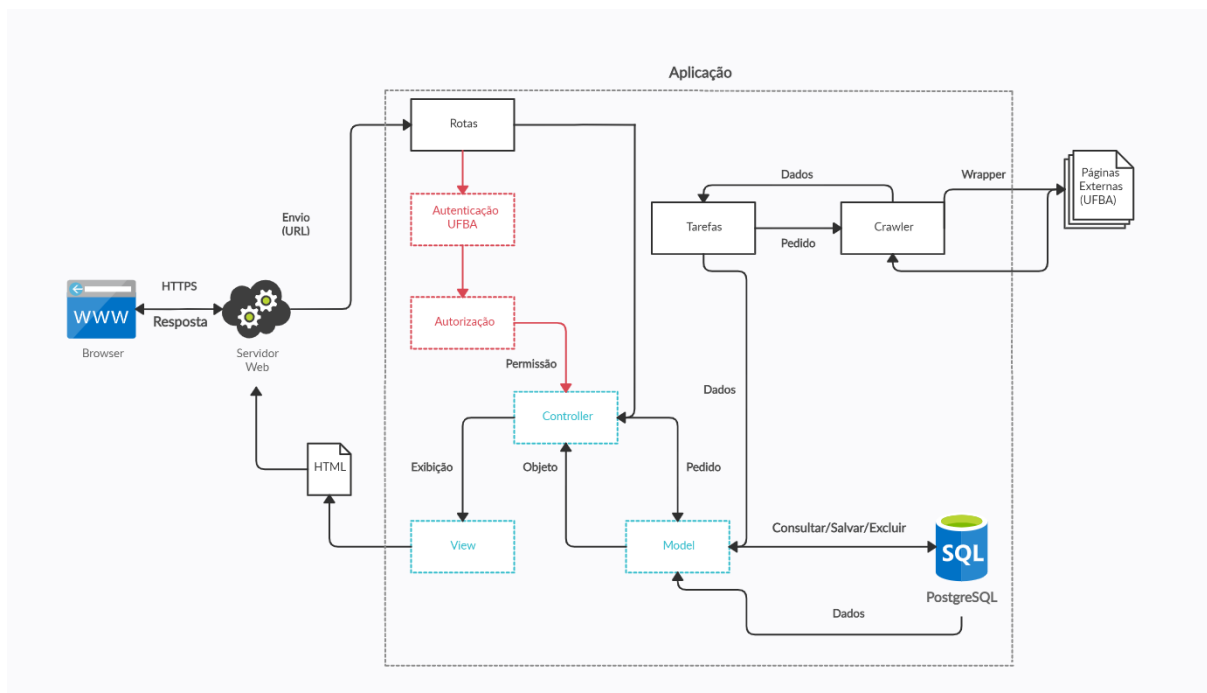 Aplicação
Rotas
Envio
(URL)
Autenticação
UFBA
Autorização
Permissão
HTTPS
Resposta
WWW
Browser
Servidor
Web
Dados
Wrapper
Páginas
Externas
(UFBA)
Tarefas
Pedido
Crawler
Dados
Controller
Exibição
Objeto
Pedido
HTML
View
Model
Consultar/Salvar/Excluir
SQL
PostgreSQL
Dados